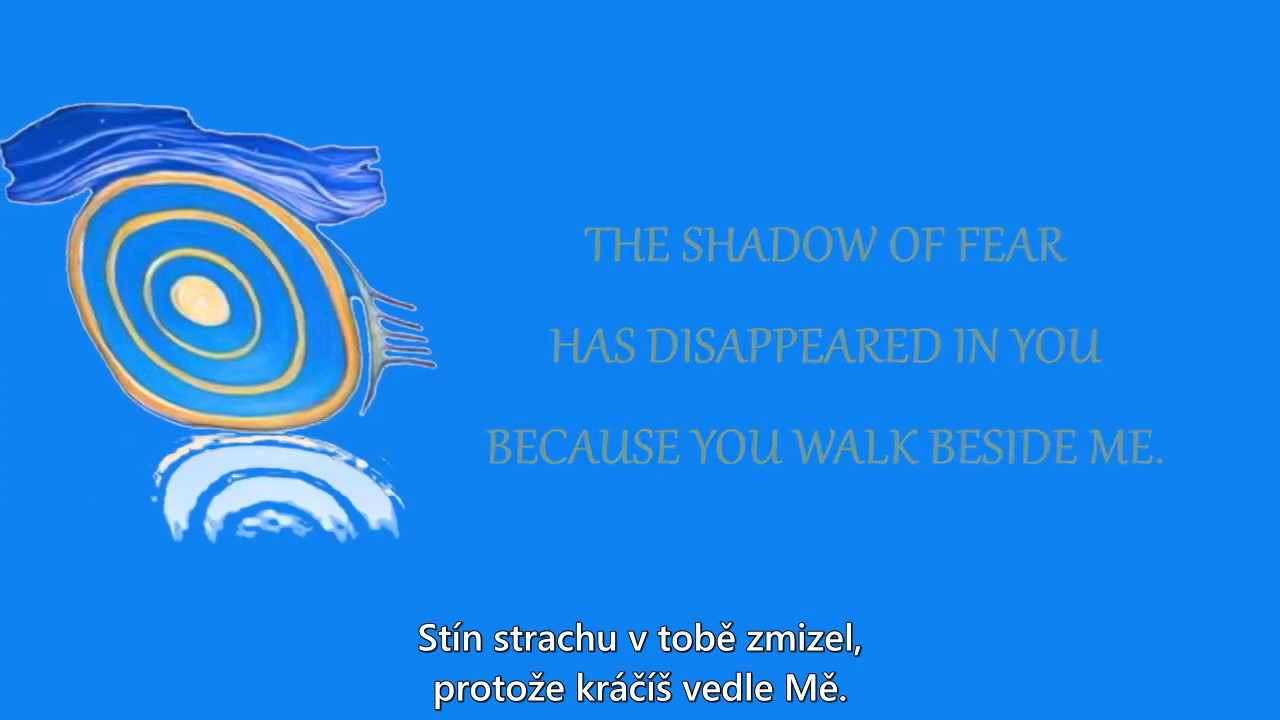 THE SHADOW OF FEAR
HAS DISAPPEARED IN YOU
BECAUSE YOU WALK BESIDE ME.
Stín strachu v tobě zmizel,
protože kráčíš vedle Mě.